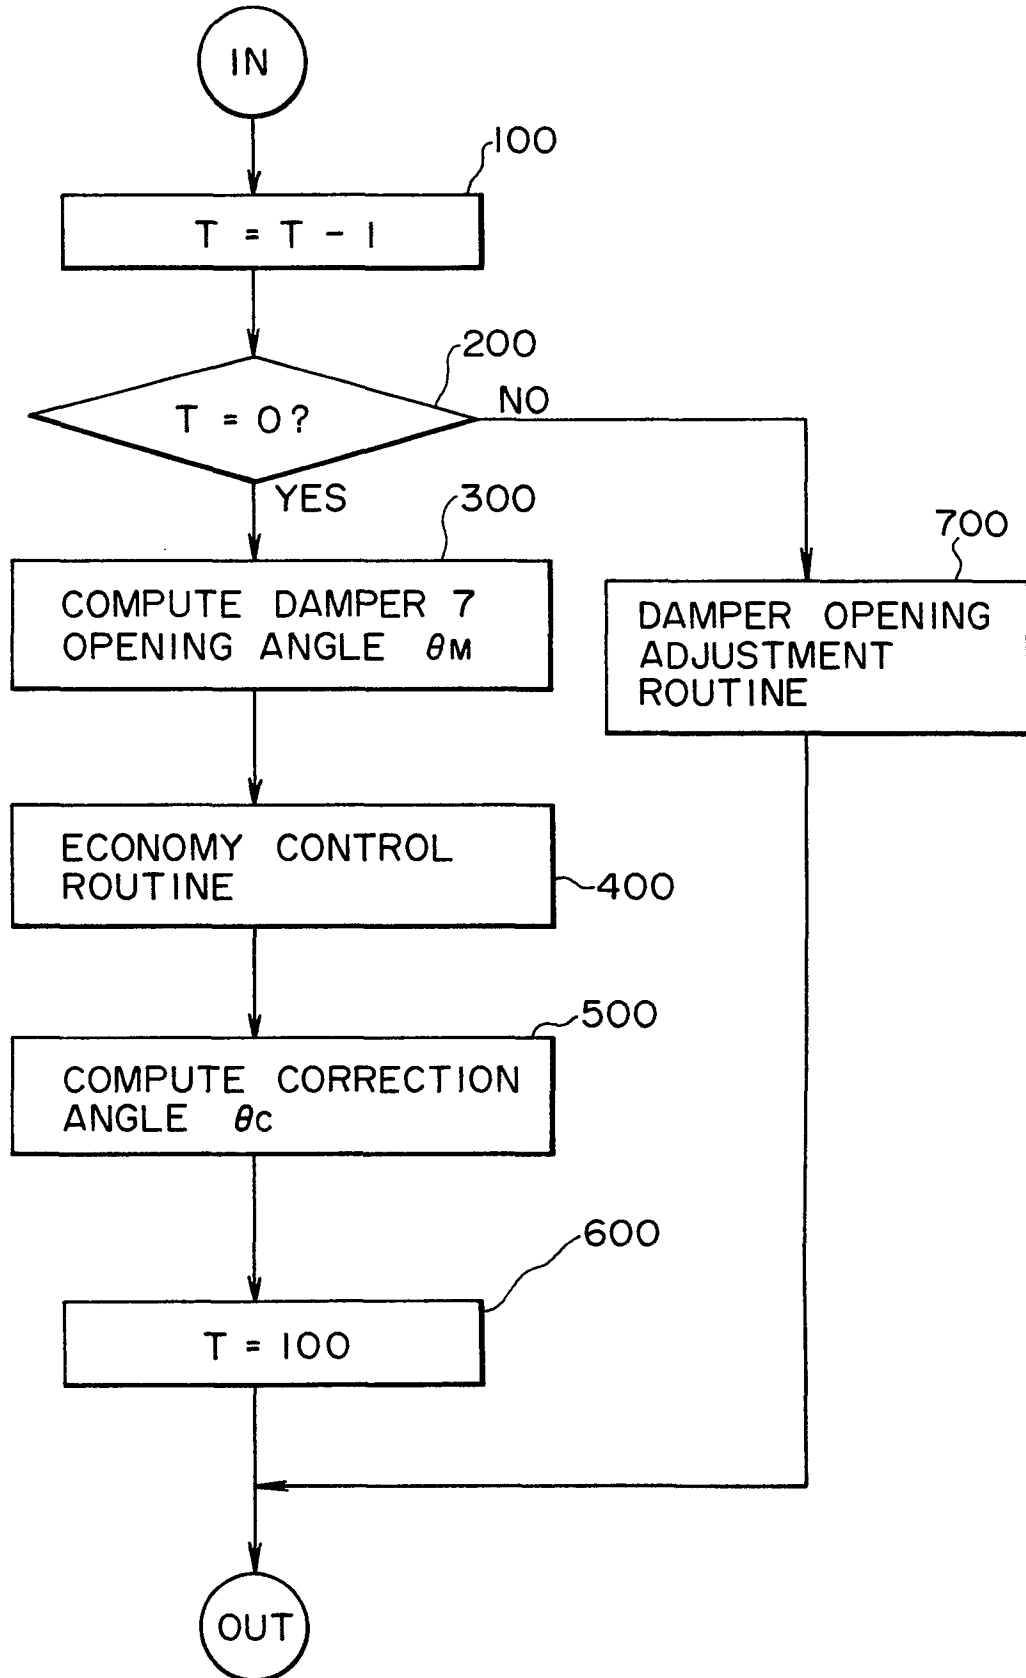 IN
100
T = T - 1
200
T = 0?
NO
YES
300
COMPUTE DAMPER 7
OPENING ANGLE θM
700
DAMPER OPENING
ADJUSTMENT
ROUTINE
ECONOMY CONTROL
ROUTINE
400
500
COMPUTE CORRECTION
ANGLE θC
600
T = 100
OUT